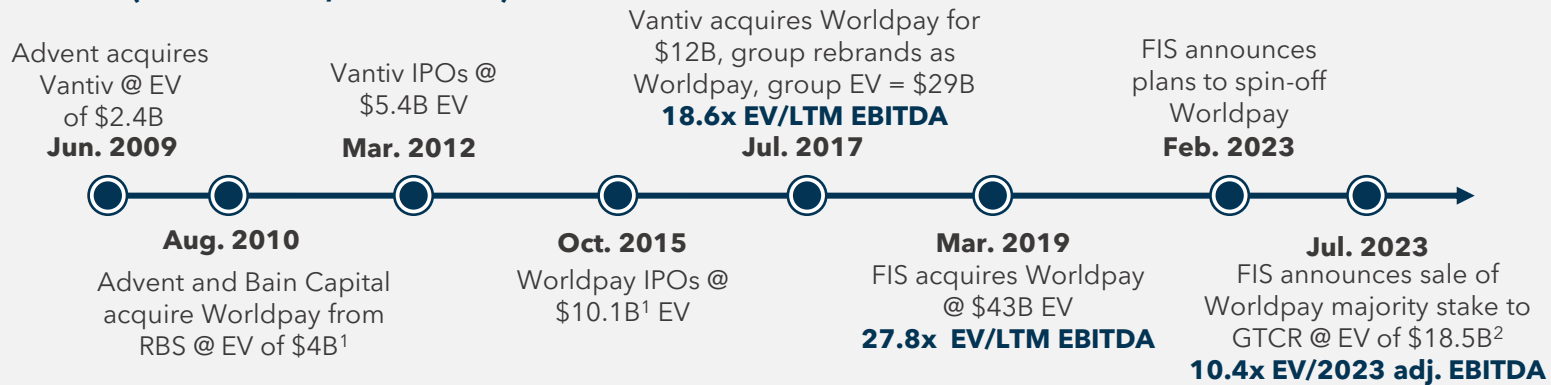 Advent acquires
Vantiv @ EV
of $2.4B
Jun. 2009
Aug. 2010
Advent and Bain Capital
acquire Worldpay from
RBS @ EV of $4B¹
Vantiv IPOs @
$5.4B EV
Mar. 2012
Oct. 2015
Worldpay IPOs @
$10.1B¹ EV
Vantiv acquires Worldpay for
$12B, group rebrands as
Worldpay, group EV = $29B
18.6x EV/LTM EBITDA
Jul. 2017
Mar. 2019
FIS acquires Worldpay
@ $43B EV
27.8x EV/LTM EBITDA
FIS announces
plans to spin-off
Worldpay
Feb. 2023
Jul. 2023
FIS announces sale of
Worldpay majority stake to
GTCR @ EV of $18.5B²
10.4x EV/2023 adj. EBITDA